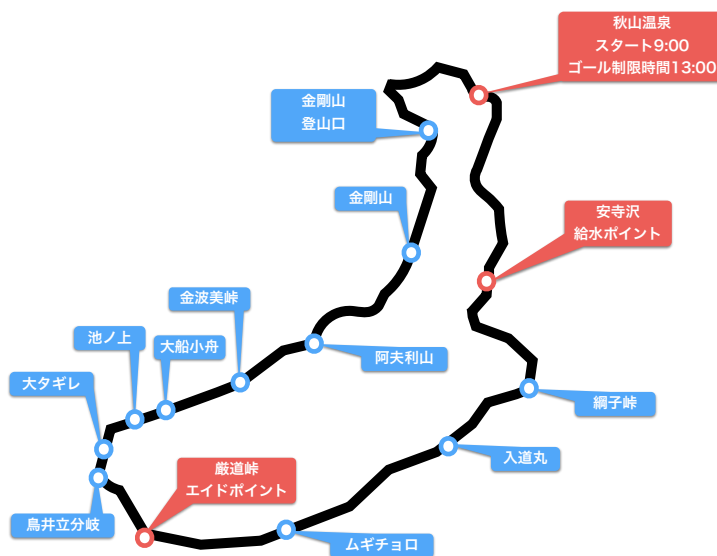 秋山温泉
スタート9:00
ゴール制限時間13:00
金剛山
登山口
金剛山
安寺沢
給水ポイント
金波美峠
池ノ上
大船小舟
阿夫利山
大タギレ
綱子峠
入道丸
厳道峠
エイドポイント
鳥井立分岐
ムギチョロ